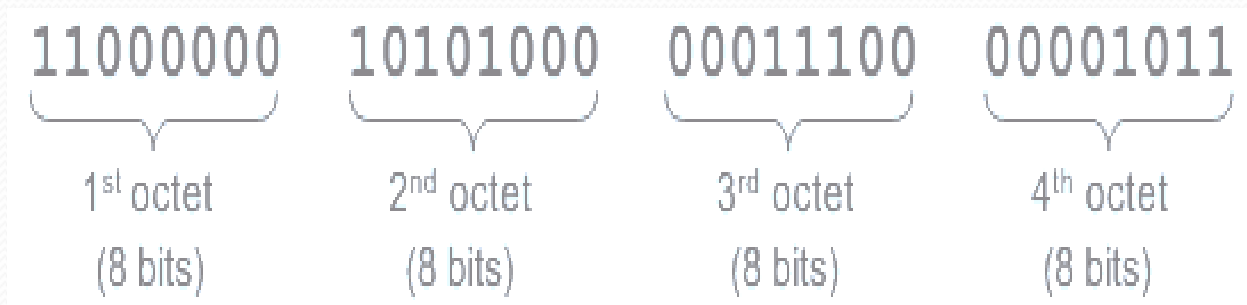 11000000 10101000 00011100 00001011
1st octet 2nd octet 3rd octet 4th octet
(8 bits) (8 bits) (8 bits) (8 bits)